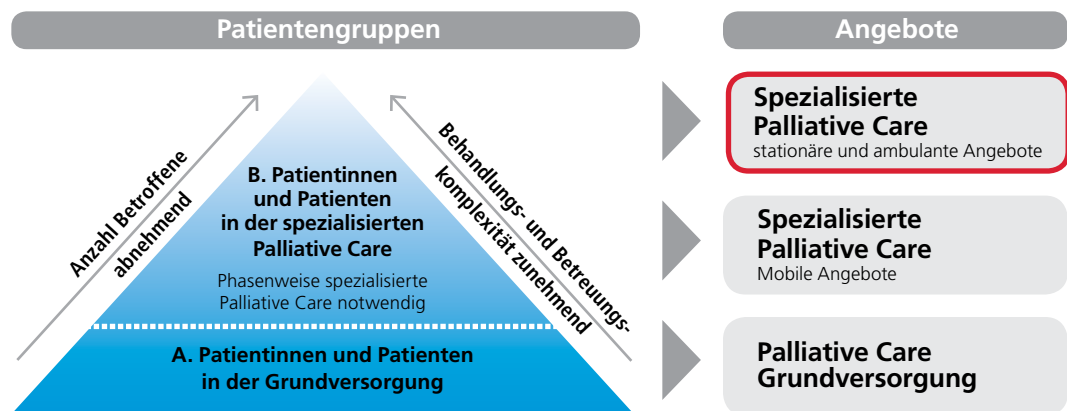 Patientengruppen
Anzahl Betroffene
abnehmend
B. Patientinnen
und Patienten
in der spezialisierten
Palliative Care
Phasenweise spezialisierte
Palliative Care notwendig
Behandlungs- und Betreuungs-
komplexität zunehmend
A. Patientinnen und Patienten
in der Grundversorgung
Angebote
Spezialisierte
Palliative Care
stationäre und ambulante Angebote
Spezialisierte
Palliative Care
Mobile Angebote
Palliative Care
Grundversorgung